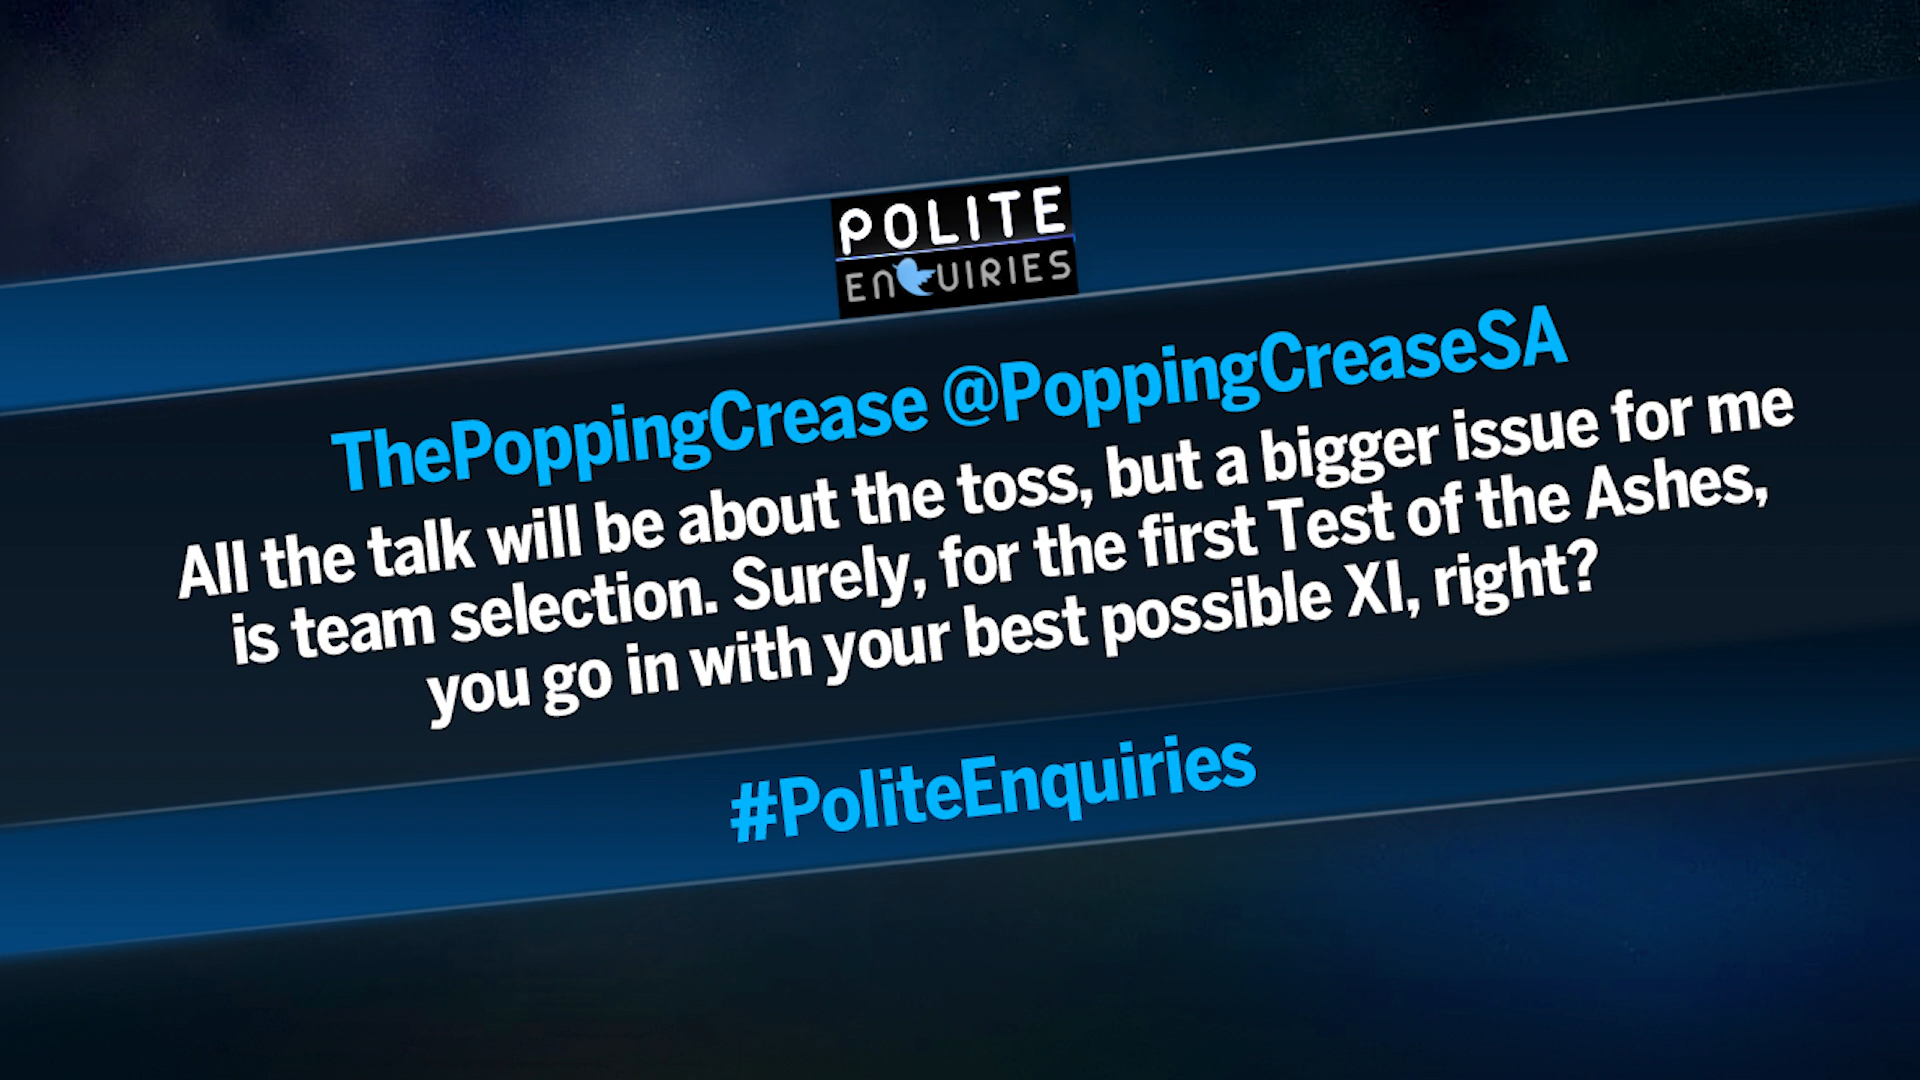 POLITE
ENQUIRIES
ThePoppingCrease @PoppingCreaseSA
All the talk will be about the toss, but a bigger issue for me
is team selection. Surely, for the first Test of the Ashes,
you go in with your best possible XI, right?
#PoliteEnquiries